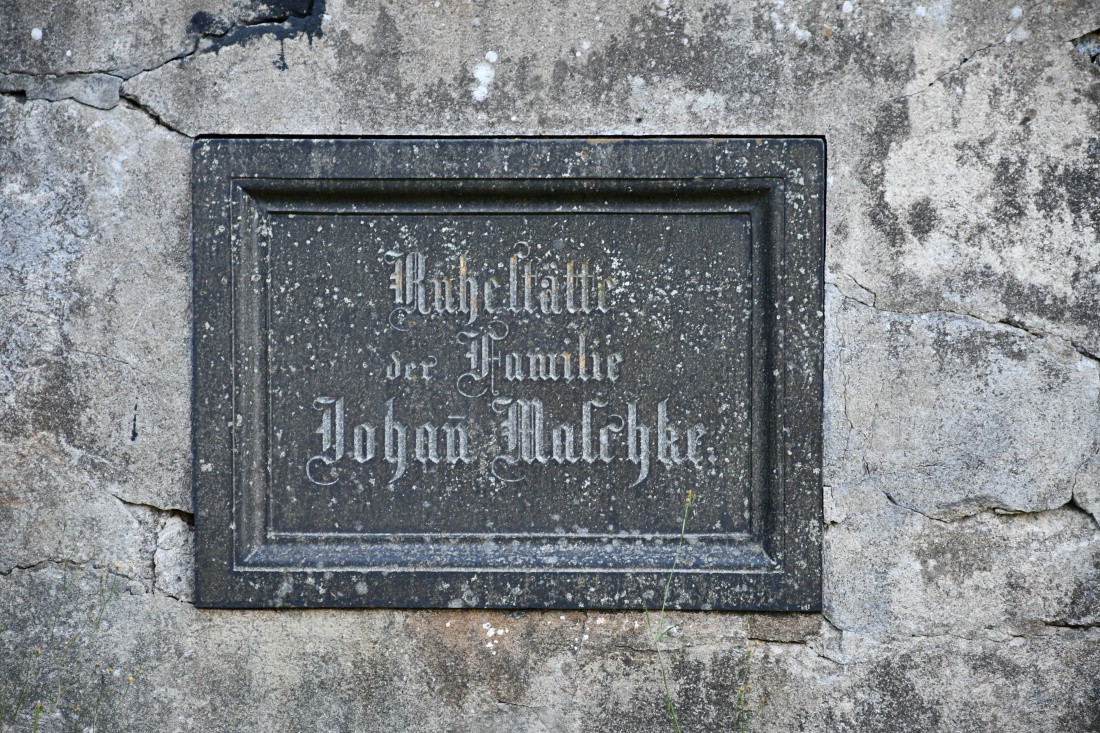 Ruheſtätte
der Familie
Johan̅ Maſchke.